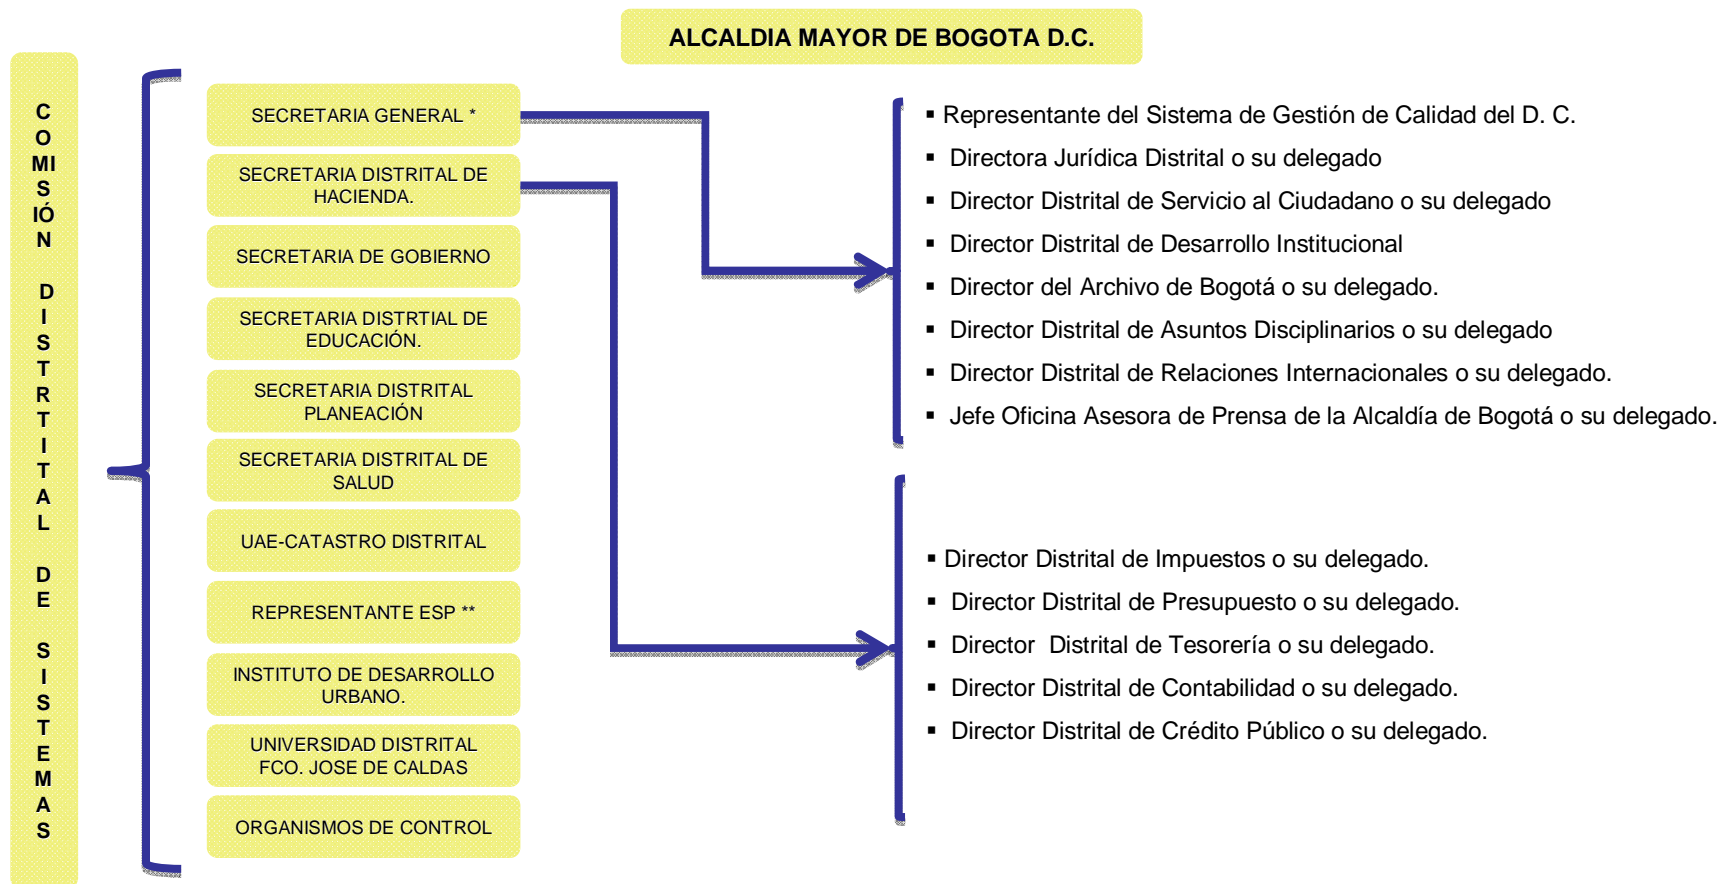 ALCALDIA MAYOR DE BOGOTA D.C.
C
O
MI
S
IÓ
N
D
I
S
T
R
T
I
T
A
L
D
E
S
I
S
T
E
M
A
S
SECRETARIA GENERAL *
SECRETARIA DISTRITAL DE
HACIENDA.
SECRETARIA DE GOBIERNO
SECRETARIA DISTRTIAL DE
EDUCACIÓN.
SECRETARIA DISTRITAL
PLANEACIÓN
SECRETARIA DISTRITAL DE
SALUD
UAE-CATASTRO DISTRITAL
REPRESENTANTE ESP **
INSTITUTO DE DESARROLLO
URBANO.
UNIVERSIDAD DISTRITAL
FCO. JOSE DE CALDAS
ORGANISMOS DE CONTROL
▪ Representante del Sistema de Gestión de Calidad del D. C.
▪ Directora Jurídica Distrital o su delegado
▪ Director Distrital de Servicio al Ciudadano o su delegado
▪ Director Distrital de Desarrollo Institucional
▪ Director del Archivo de Bogotá o su delegado.
▪ Director Distrital de Asuntos Disciplinarios o su delegado
▪ Director Distrital de Relaciones Internacionales o su delegado.
▪ Jefe Oficina Asesora de Prensa de la Alcaldía de Bogotá o su delegado.
▪ Director Distrital de Impuestos o su delegado.
▪ Director Distrital de Presupuesto o su delegado.
▪ Director Distrital de Tesorería o su delegado.
▪ Director Distrital de Contabilidad o su delegado.
▪ Director Distrital de Crédito Público o su delegado.